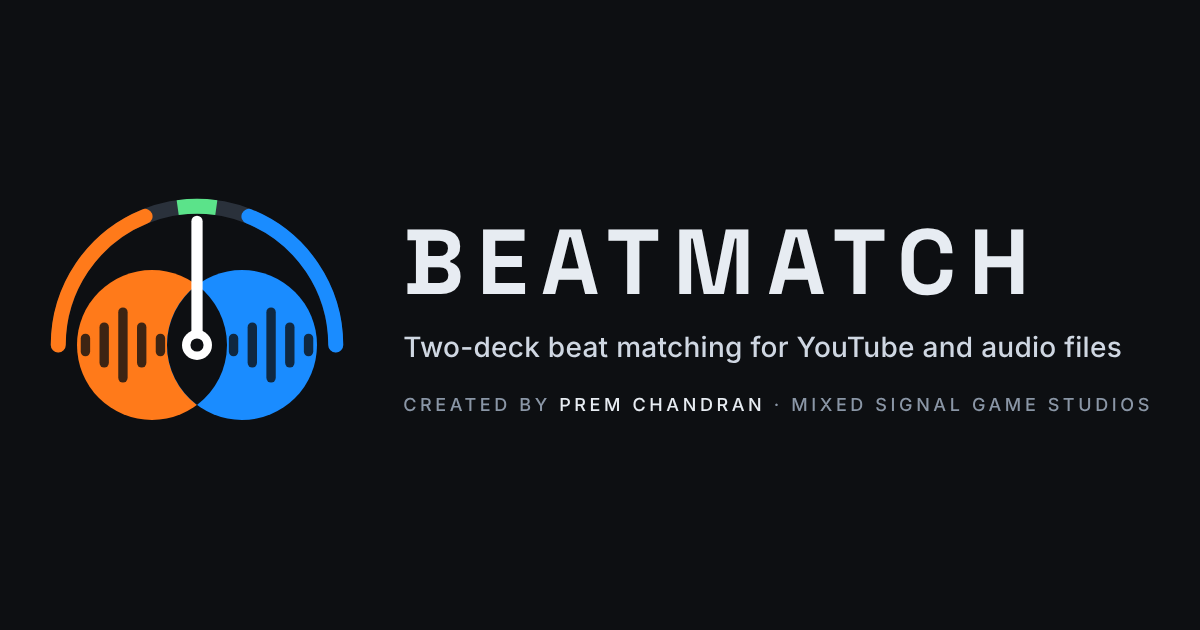 BEATMATCH
Two-deck beat matching for YouTube and audio files
CREATED BY PREM CHANDRAN · MIXED SIGNAL GAME STUDIOS